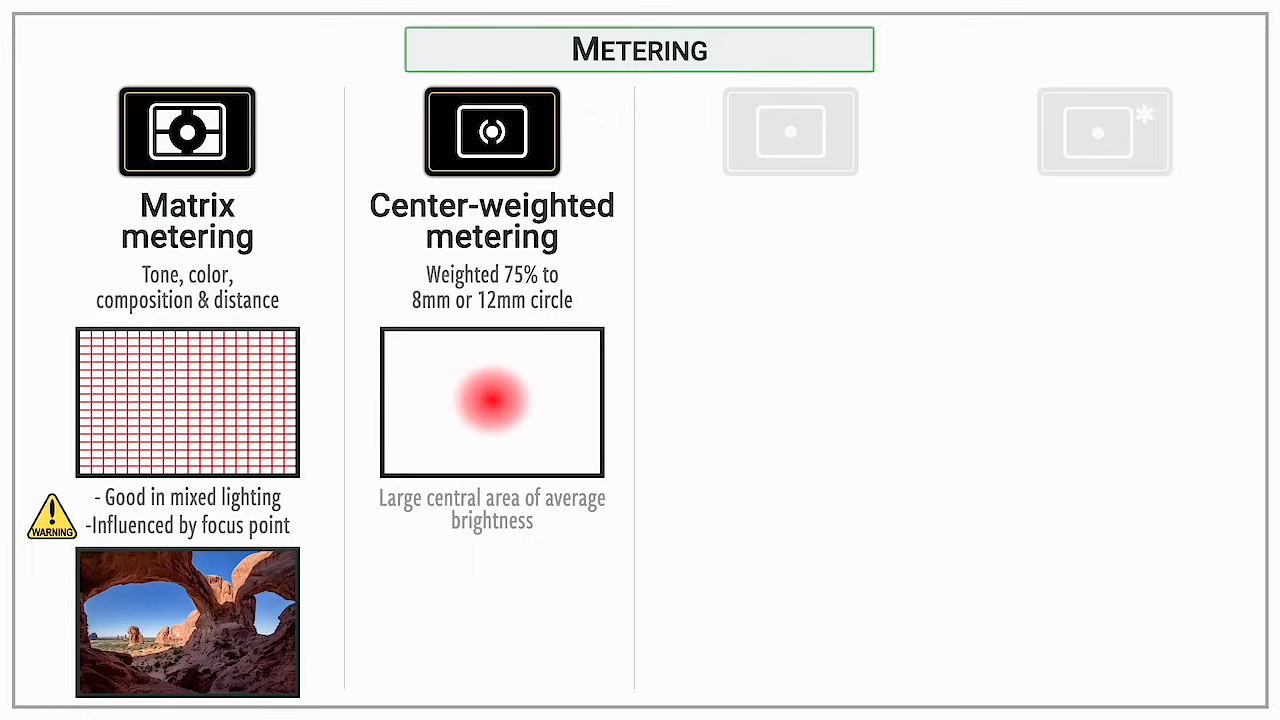 METERING
Matrix
metering
Tone, color,
composition & distance
- Good in mixed lighting
-Influenced by focus point
WARNING
Center-weighted
metering
Weighted 75% to
8mm or 12mm circle
Large central area of average
brightness